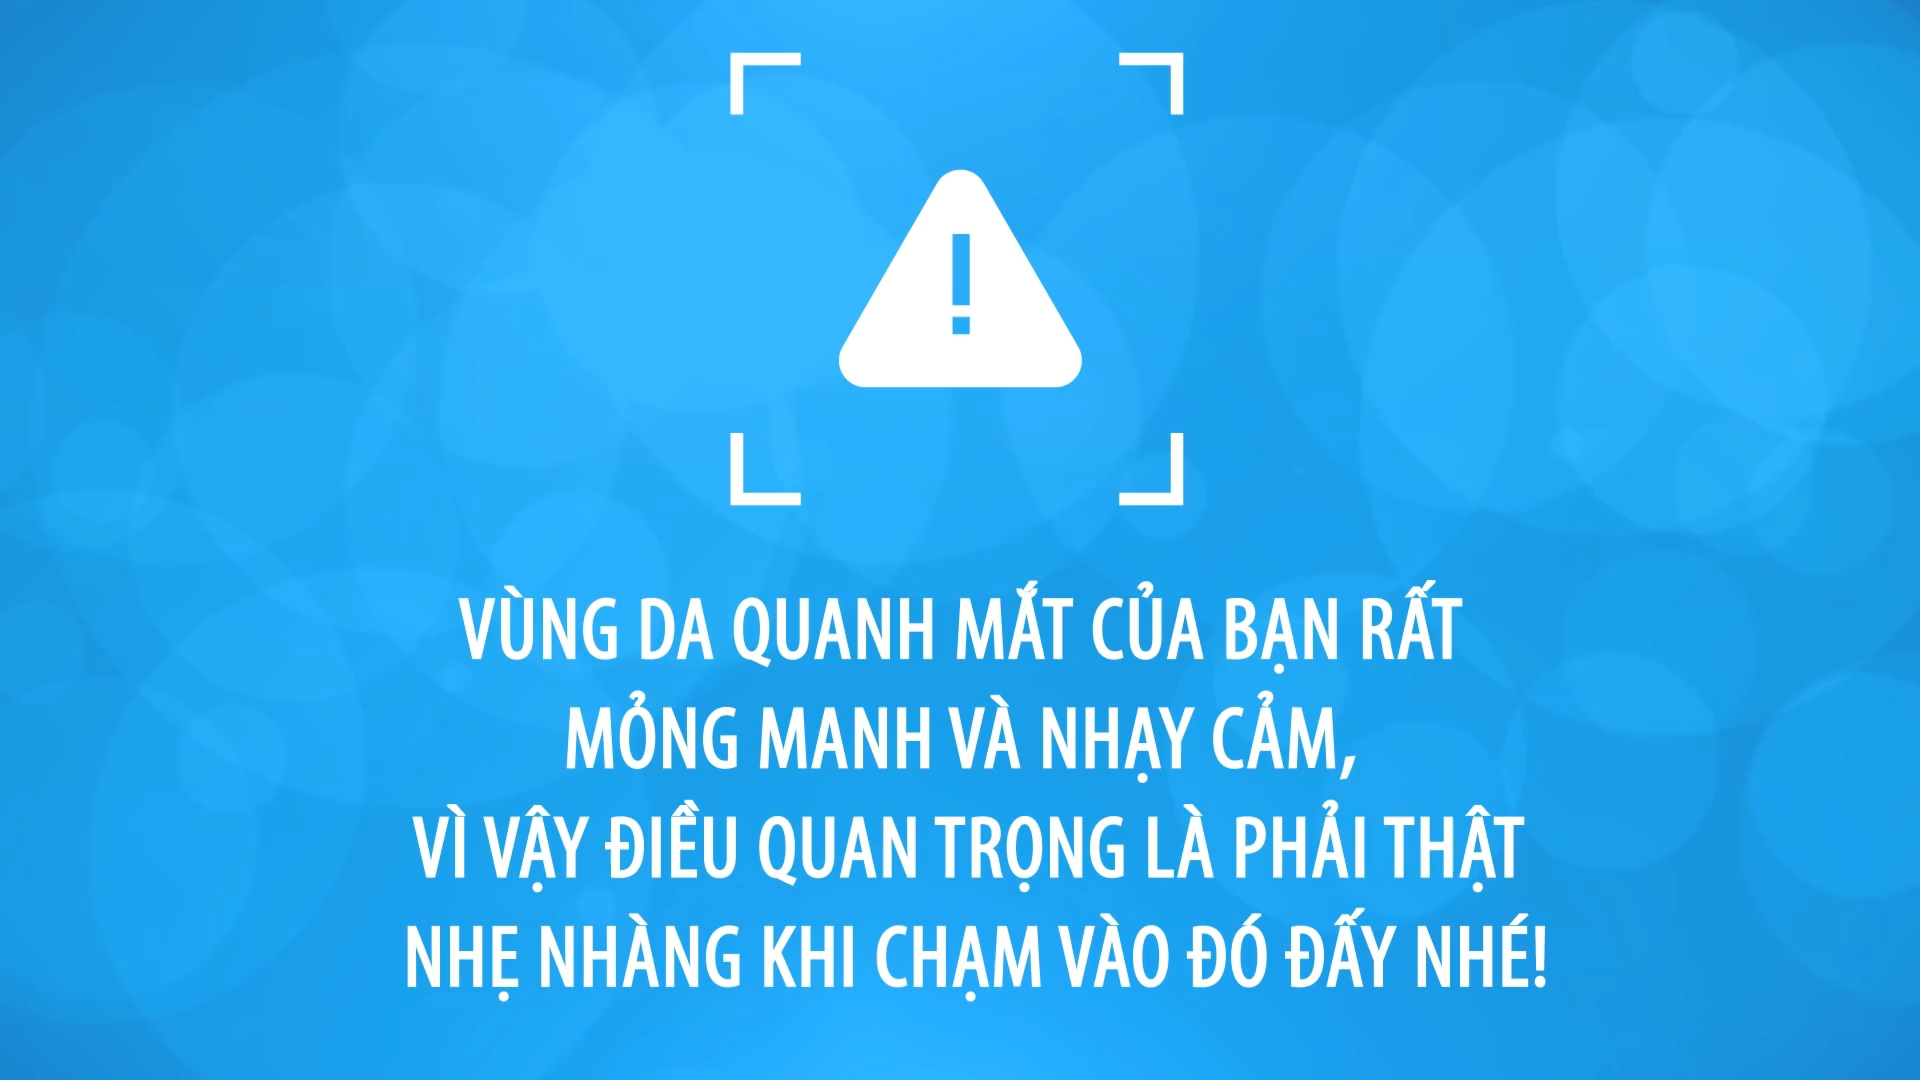 VÙNG DA QUANH MẮT CỦA BẠN RẤT
MỎNG MANH VÀ NHẠY CẢM,
VÌ VẬY ĐIỀU QUAN TRỌNG LÀ PHẢI THẬT
NHẸ NHÀNG KHI CHẠM VÀO ĐÓ ĐẤY NHÉ!